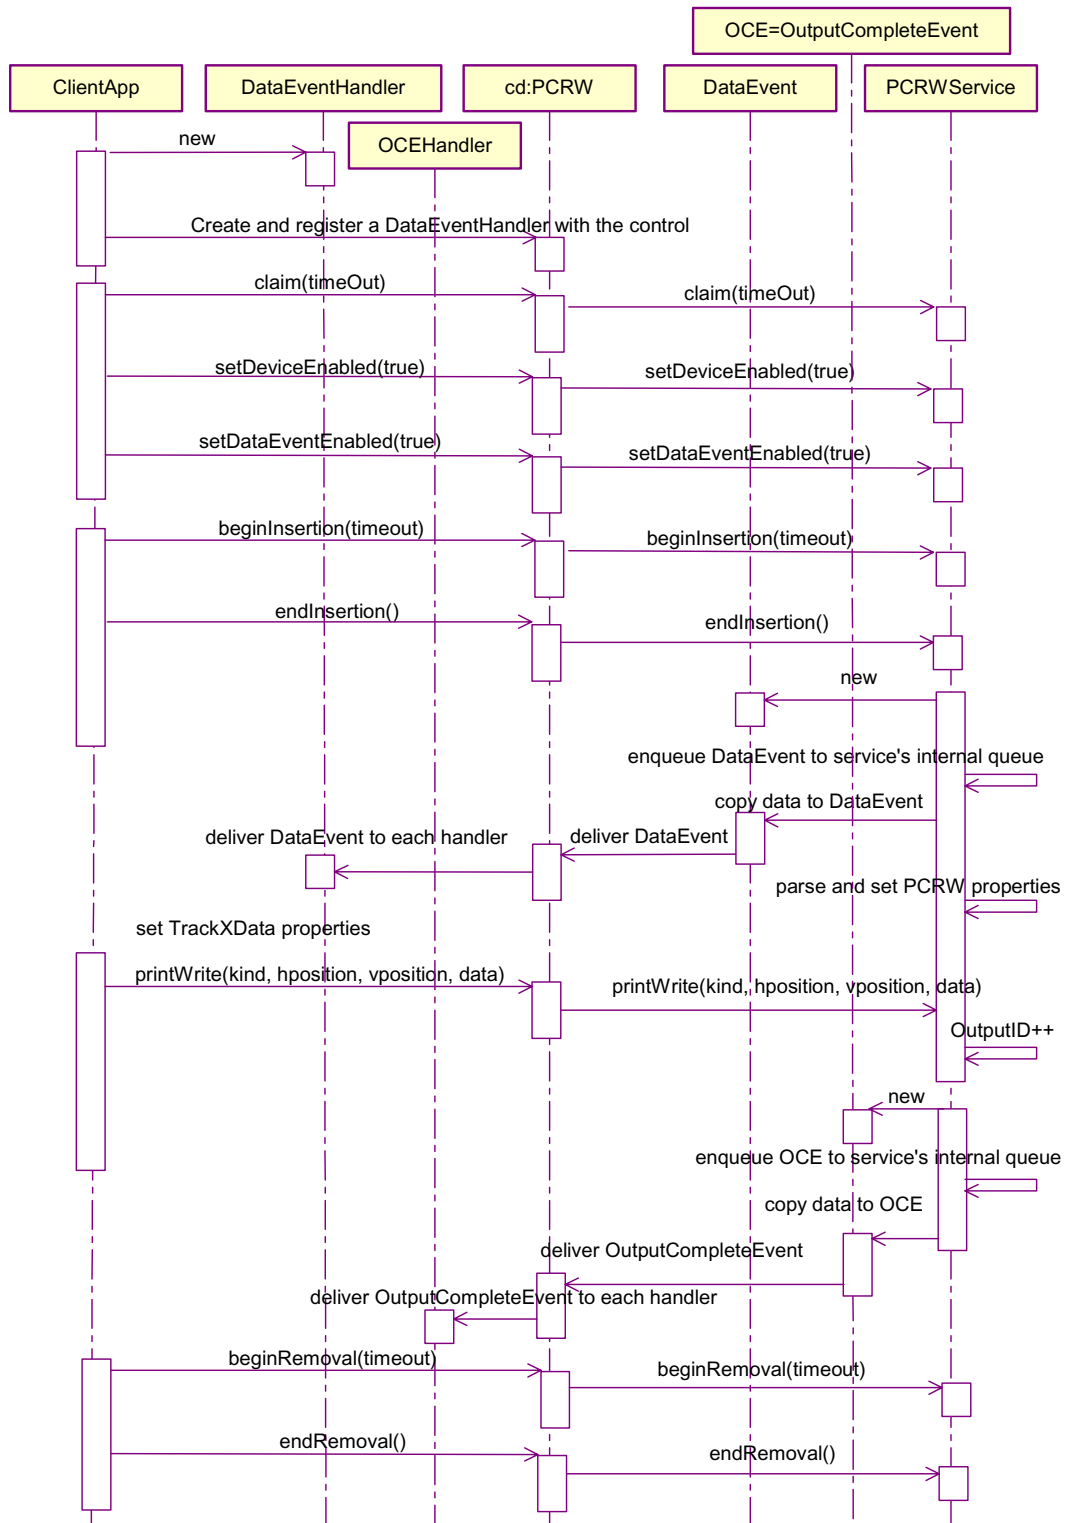 OCE=OutputCompleteEvent
ClientApp
DataEventHandler
cd:PCRW
DataEvent
PCRWService
OCEHandler
new
Create and register a DataEventHandler with the control
claim(timeOut)
claim(timeOut)
setDeviceEnabled(true)
setDeviceEnabled(true)
setDataEventEnabled(true)
setDataEventEnabled(true)
beginInsertion(timeout)
beginInsertion(timeout)
endInsertion()
endInsertion()
new
enqueue DataEvent to service's internal queue
copy data to DataEvent
deliver DataEvent to each handler
deliver DataEvent
parse and set PCRW properties
set TrackXData properties
printWrite(kind, hposition, vposition, data)
printWrite(kind, hposition, vposition, data)
OutputID++
new
enqueue OCE to service's internal queue
copy data to OCE
deliver OutputCompleteEvent
deliver OutputCompleteEvent to each handler
beginRemoval(timeout)
beginRemoval(timeout)
endRemoval()
endRemoval()